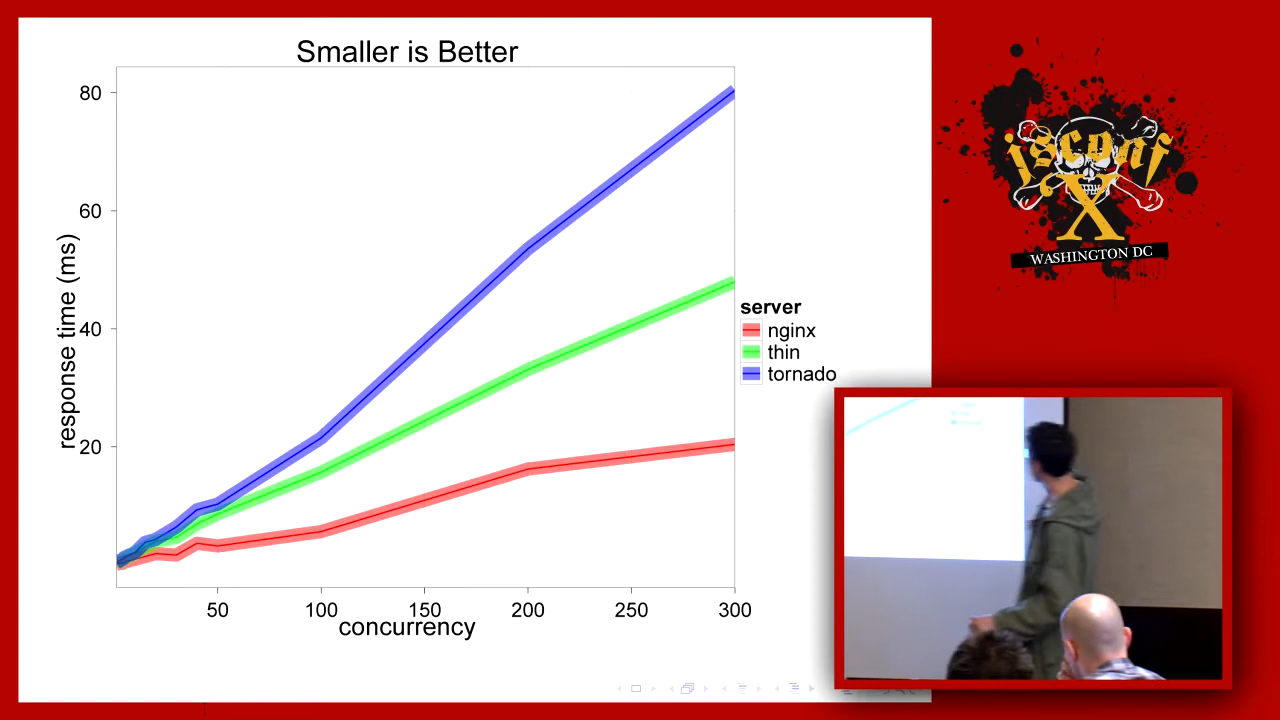 Smaller is Better
80
60
40
20
response time (ms)
50 100 150 200 250 300
concurrency
server
nginx
thin
tornado
jsconf
X
WASHINGTON DC